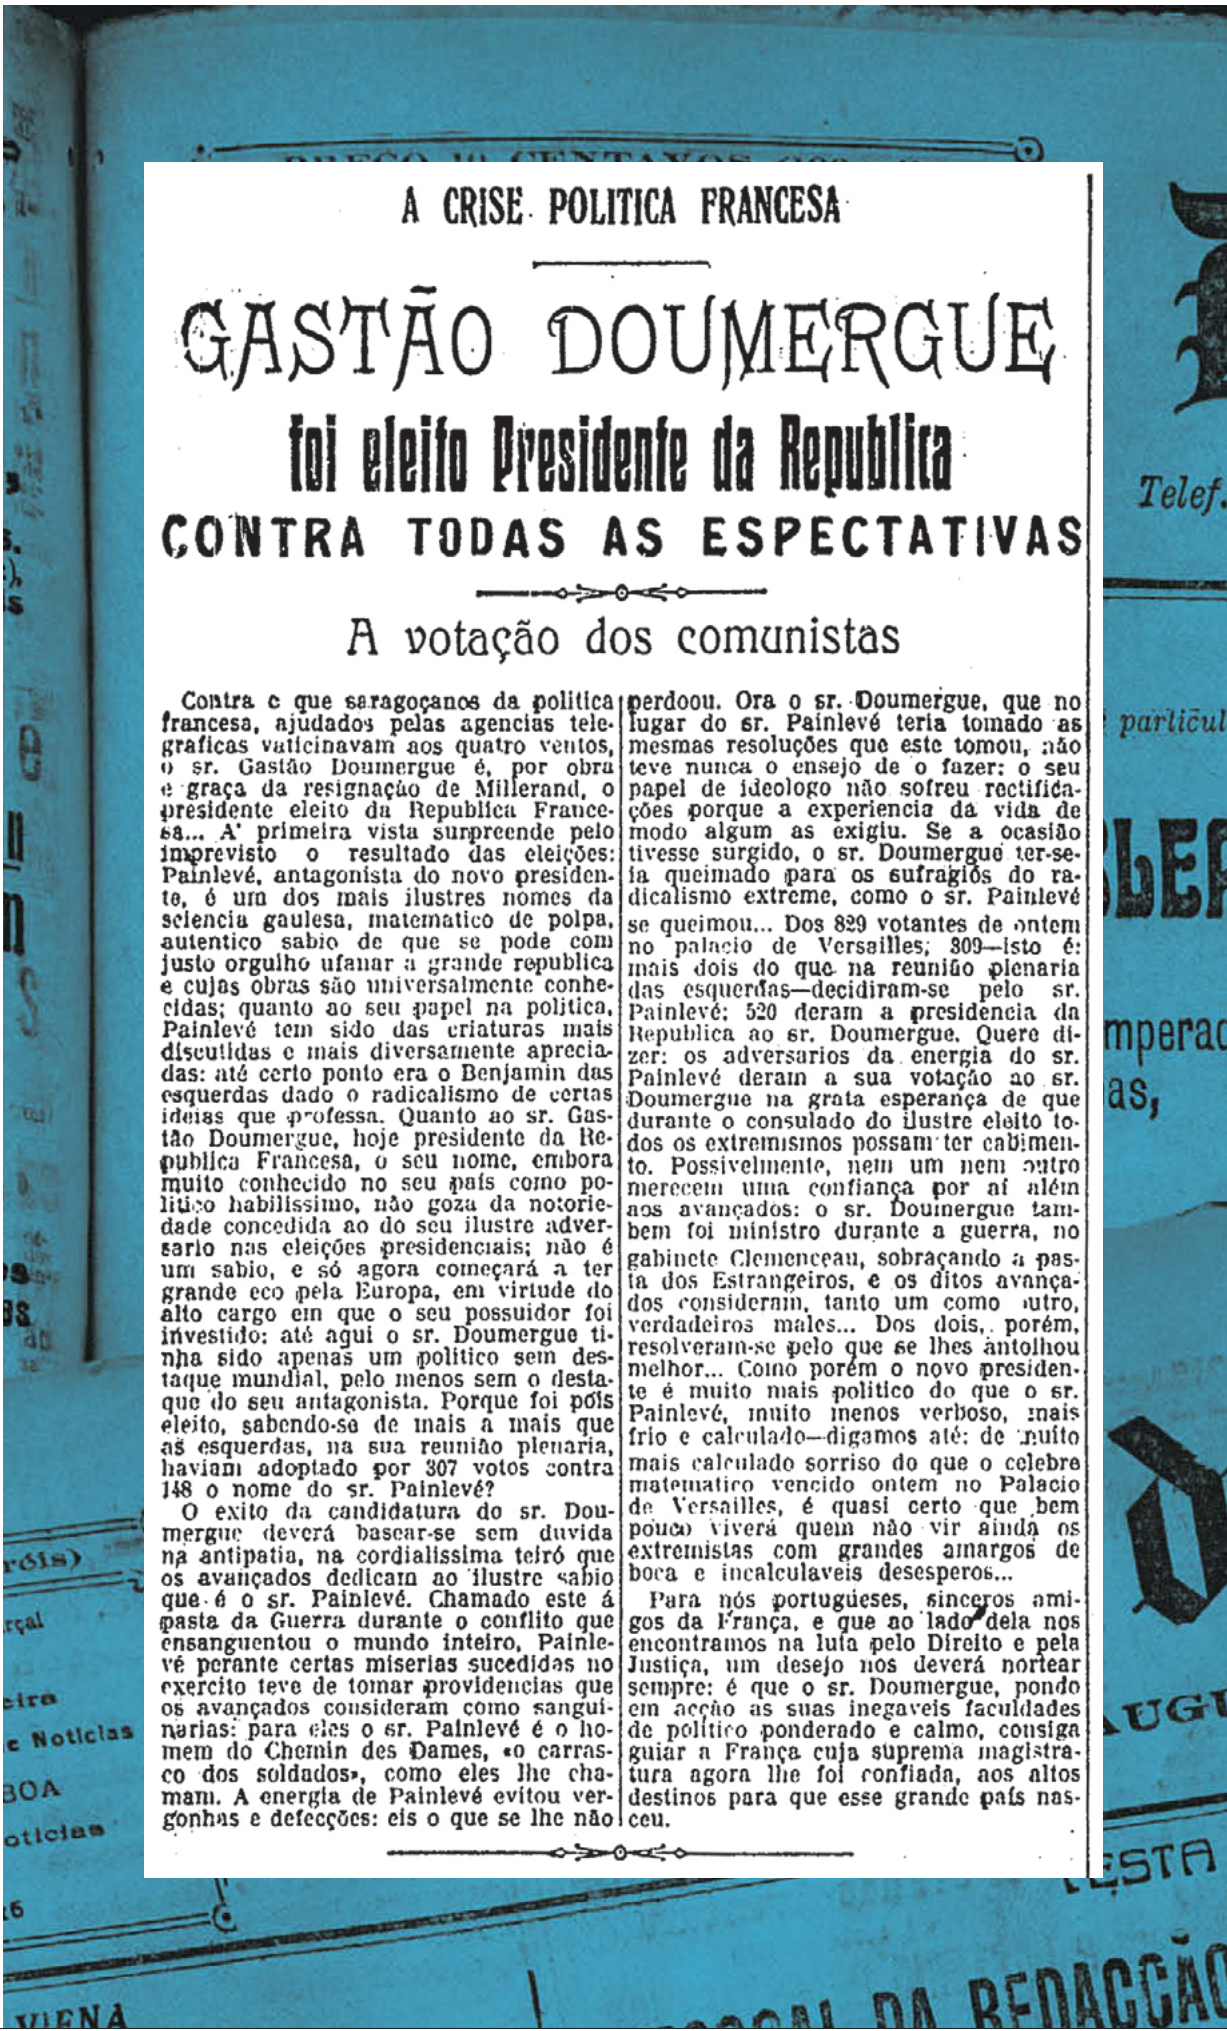 PREÇO 10 CENTAVOS
A CRISE POLITICA FRANCESA
GASTÃO DOUMERGUE
foi eleito Presidente da Republica
CONTRA TODAS AS ESPECTATIVAS
A votação dos comunistas
Contra o que saragoçanos da politica
francesa, ajudados pelas agencias tele-
graficas vaticinavam aos quatro ventos,
o sr. Gastão Doumergue é, por obra
e graça da resignação de Millerand, o
presidente eleito da Republica France-
sa... A' primeira vista surpreende pelo
imprevisto o resultado das eleições:
Painlevé, antagonista do novo presiden-
te, é um dos mais ilustres nomes da
sciencia gaulesa, matematico de polpa,
autentico sabio de que se pode com
justo orgulho ufanar a grande republica
e cujas obras são universalmente conhe-
cidas; quanto ao seu papel na politica,
Painlevé tem sido das criaturas mais
discutidas e mais diversamente aprecia-
das: até certo ponto era o Benjamin das
esquerdas dado o radicalismo de certas
ideias que professa. Quanto ao sr. Gas-
tão Doumergue, hoje presidente da Re-
publica Francesa, o seu nome, embora
muito conhecido no seu país como po-
litico habilissimo, não goza da notorie-
dade concedida ao do seu ilustre adver-
sario nas eleições presidenciais; não é
um sabio, e só agora começará a ter
grande eco pela Europa, em virtude do
alto cargo em que o seu possuidor foi
investido: até aqui o sr. Doumergue ti-
nha sido apenas um politico sem des-
taque mundial, pelo menos sem o desta-
que do seu antagonista. Porque foi póis
eleito, sabendo-se de mais a mais que
as esquerdas, na sua reunião plenaria,
haviam adoptado por 307 votos contra
148 o nome do sr. Painlevé?
O exito da candidatura do sr. Dou-
mergue deverá basear-se sem duvida
na antipatia, na cordialissima teiró que
os avançados dedicam ao ilustre sabio
que é o sr. Painlevé. Chamado este á
pasta da Guerra durante o conflito que
ensanguentou o mundo inteiro, Painle-
vé perante certas miserias sucedidas no
exercito teve de tomar providencias que
os avançados consideram como sangui-
narias: para eles o sr. Painlevé é o ho-
mem do Chemin des Dames, «o carras-
co dos soldados», como eles lhe cha-
mam. A energia de Painlevé evitou ver-
gonhas e defecções: eis o que se lhe não
perdoou. Ora o sr. Doumergue, que no
lugar do sr. Painlevé teria tomado as
mesmas resoluções que este tomou, não
teve nunca o ensejo de o fazer: o seu
papel de ideologo não sofreu rectifica-
ções porque a experiencia da vida de
modo algum as exigiu. Se a ocasião
tivesse surgido, o sr. Doumergue ter-se-
ia queimado para os sufragios do ra-
dicalismo extreme, como o sr. Painlevé
se queimou... Dos 829 votantes de ontem
no palacio de Versailles, 309—isto é:
mais dois do que na reunião plenaria
das esquerdas—decidiram-se pelo sr.
Painlevé; 520 deram a presidencia da
Republica ao sr. Doumergue. Quere di-
zer: os adversarios da energia do sr.
Painlevé deram a sua votação ao sr.
Doumergue na grata esperança de que
durante o consulado do ilustre eleito to-
dos os extremismos possam ter cabimen-
to. Possivelmente, nem um nem outro
merecem uma confiança por aí além
aos avançados: o sr. Doumergue tam-
bem foi ministro durante a guerra, no
gabinete Clemenceau, sobraçando a pas-
ta dos Estrangeiros, e os ditos avança-
dos consideram, tanto um como outro,
verdadeiros males... Dos dois, porém,
resolveram-se pelo que se lhes antolhou
melhor... Como porém o novo presiden-
te é muito mais politico do que o sr.
Painlevé, muito menos verboso, mais
frio e calculado—digamos até: de muito
mais calculado sorriso do que o celebre
matematico vencido ontem no Palacio
de Versailles, é quasi certo que bem
pouco viverá quem não vir ainda os
extremistas com grandes amargos de
boca e incalculaveis desesperos...
Para nós portugueses, sinceros ami-
gos da França, e que ao lado dela nos
encontramos na luta pelo Direito e pela
Justiça, um desejo nos deverá nortear
sempre: é que o sr. Doumergue, pondo
em acção as suas inegaveis faculdades
de politico ponderado e calmo, consiga
guiar a França cuja suprema magistra-
tura agora lhe foi confiada, aos altos
destinos para que esse grande país nas-
ceu.
Telef.
particul
mperad
as,
AUGU
DA REDACÇÃO
VIENA
e Noticias
BOA
oticias